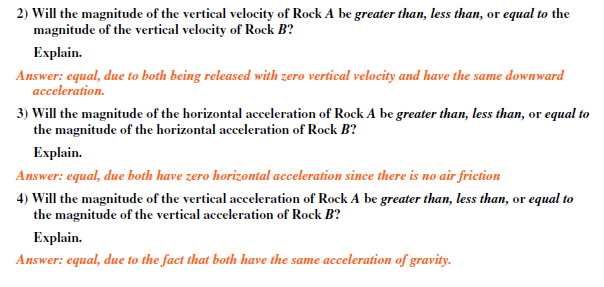 2) Will the magnitude of the vertical velocity of Rock A be greater than, less than, or equal to the
magnitude of the vertical velocity of Rock B?
Explain.
Answer: equal, due to both being released with zero vertical velocity and have the same downward
acceleration.
3) Will the magnitude of the horizontal acceleration of Rock A be greater than, less than, or equal to
the magnitude of the horizontal acceleration of Rock B?
Explain.
Answer: equal, due both have zero horizontal acceleration since there is no air friction
4) Will the magnitude of the vertical acceleration of Rock A be greater than, less than, or equal to
the magnitude of the vertical acceleration of Rock B?
Explain.
Answer: equal, due to the fact that both have the same acceleration of gravity.